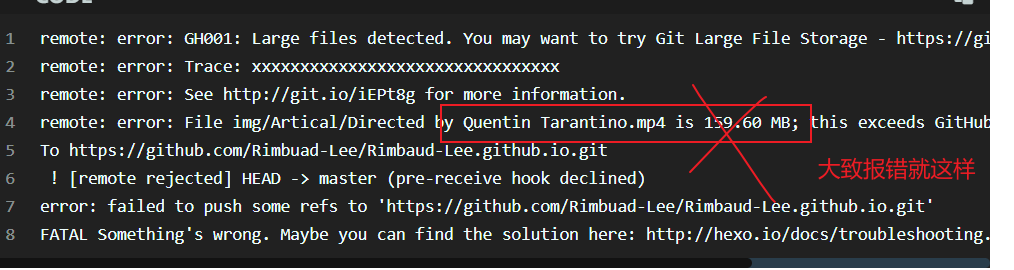 CODE
1 remote: error: GH001: Large files detected. You may want to try Git Large File Storage - https://gi
2 remote: error: Trace: xxxxxxxxxxxxxxxxxxxxxxxxxxxxxxxx
3 remote: error: See http://git.io/iEPt8g for more information.
4 remote: error: File img/Artical/Directed by Quentin Tarantino.mp4 is 159.60 MB; this exceeds GitHub
5 To https://github.com/Rimbuad-Lee/Rimbaud-Lee.github.io.git
6 ! [remote rejected] HEAD -> master (pre-receive hook declined)
大致报错就这样
7 error: failed to push some refs to 'https://github.com/Rimbuad-Lee/Rimbaud-Lee.github.io.git'
8 FATAL Something's wrong. Maybe you can find the solution here: http://hexo.io/docs/troubleshooting.